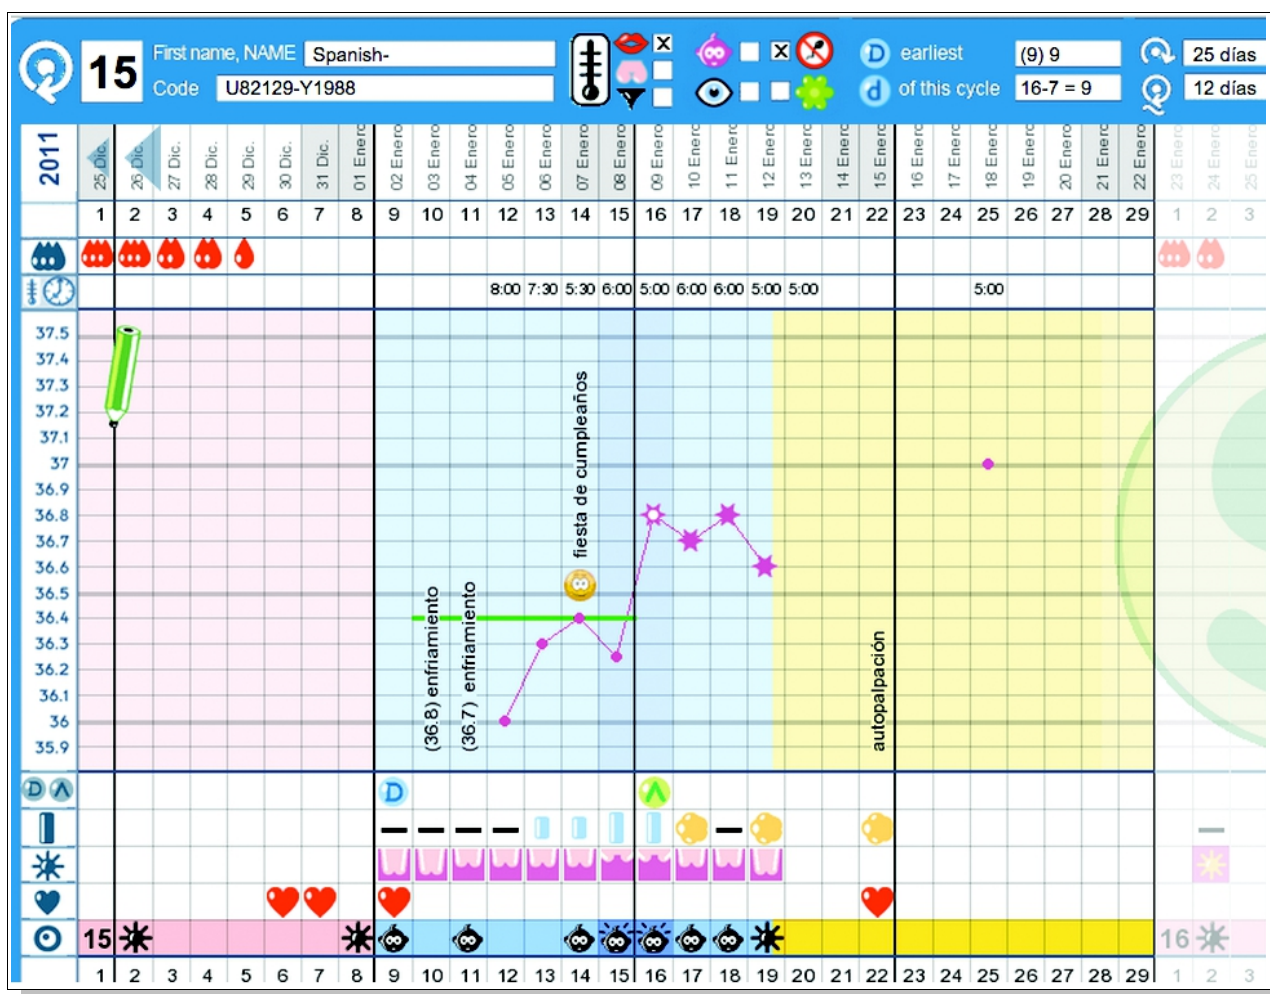 15 First name, NAME Spanish- X X D earliest (9) 9 25 días
Code U82129-Y1988 d of this cycle 16-7 = 9 12 días
2011 25 Dic. 26 Dic. 27 Dic. 28 Dic. 29 Dic. 30 Dic. 31 Dic. 01 Enero 02 Enero 03 Enero 04 Enero 05 Enero 06 Enero 07 Enero 08 Enero 09 Enero 10 Enero 11 Enero 12 Enero 13 Enero 14 Enero 15 Enero 16 Enero 17 Enero 18 Enero 19 Enero 20 Enero 21 Enero 22 Enero 23 Enero 24 Enero 25 Enero
1 2 3 4 5 6 7 8 9 10 11 12 13 14 15 16 17 18 19 20 21 22 23 24 25 26 27 28 29 1 2 3
8:00 7:30 5:30 6:00 5:00 6:00 6:00 5:00 5:00 5:00
37.5
37.4
37.3
37.2
37.1
37
36.9
36.8
36.7
36.6
36.5
36.4
36.3
36.2
36.1
36
35.9
(36.8) enfriamiento
(36.7) enfriamiento
fiesta de cumpleaños
autopalpación
D Λ D Λ
15 16
1 2 3 4 5 6 7 8 9 10 11 12 13 14 15 16 17 18 19 20 21 22 23 24 25 26 27 28 29 1 2 3